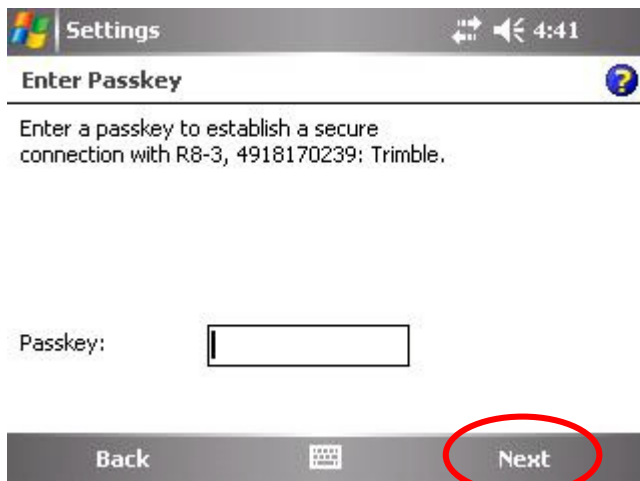 Settings 4:41
Enter Passkey
Enter a passkey to establish a secure
connection with R8-3, 4918170239: Trimble.
Passkey:
Back Next